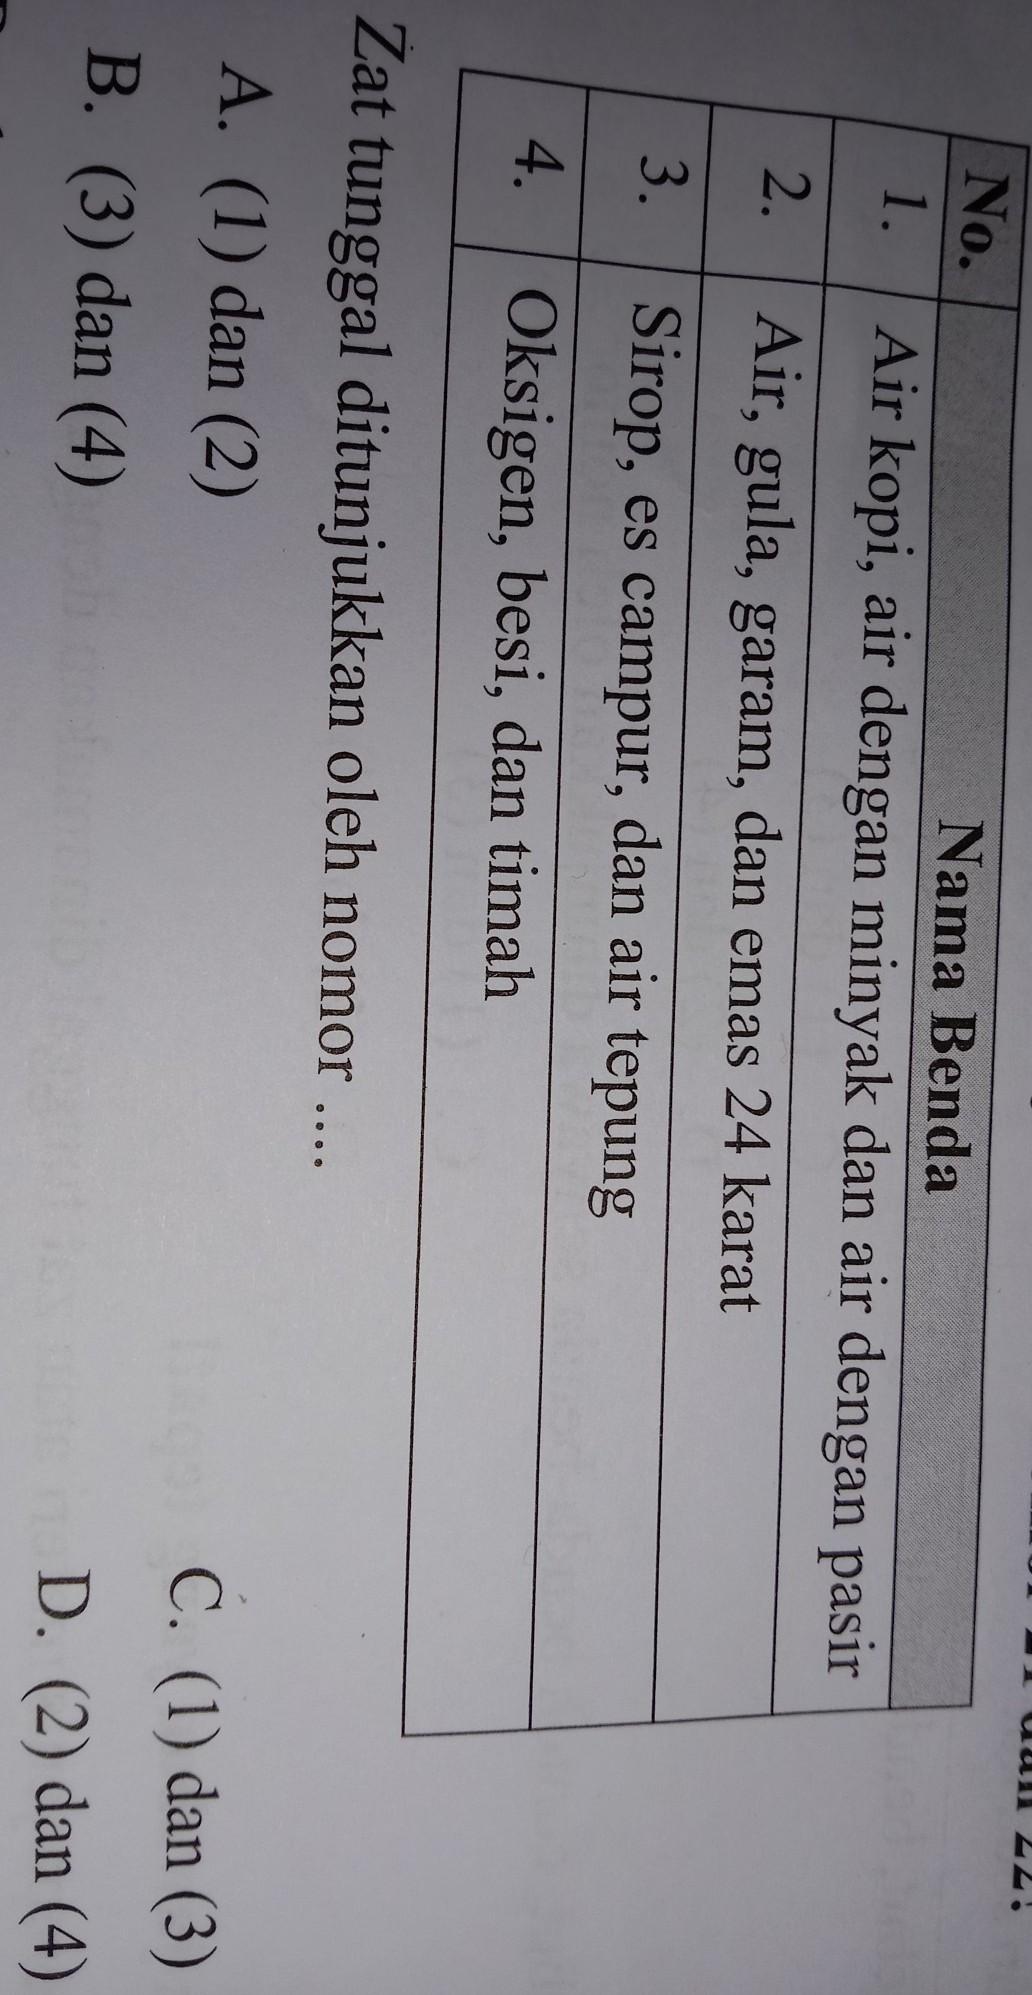 No. Nama Benda
1. Air kopi, air dengan minyak dan air dengan pasir
2. Air, gula, garam, dan emas 24 karat
3. Sirop, es campur, dan air tepung
4. Oksigen, besi, dan timah
Zat tunggal ditunjukkan oleh nomor ....
A. (1) dan (2) C. (1) dan (3)
B. (3) dan (4) D. (2) dan (4)